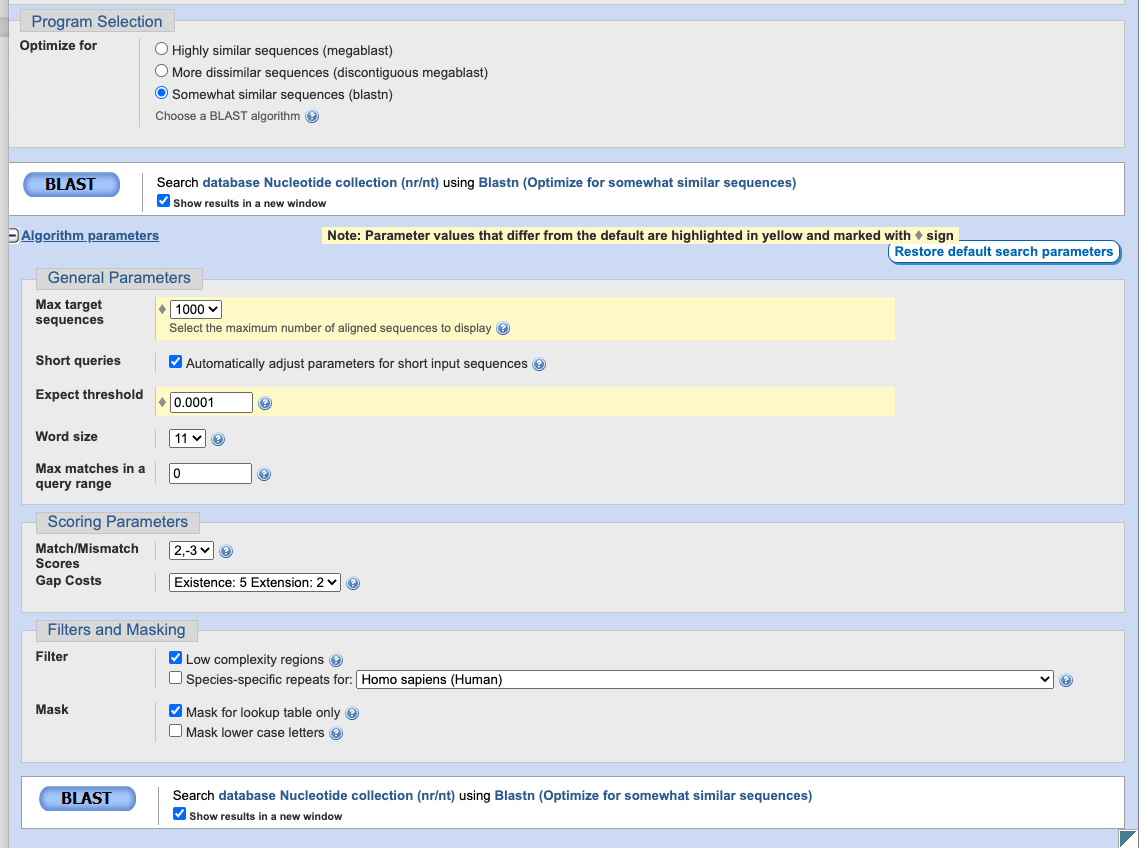 Program Selection
Optimize for
Highly similar sequences (megablast)
More dissimilar sequences (discontiguous megablast)
Somewhat similar sequences (blastn)
Choose a BLAST algorithm ?
BLAST
Search database Nucleotide collection (nr/nt) using Blastn (Optimize for somewhat similar sequences)
Show results in a new window
Algorithm parameters
Note: Parameter values that differ from the default are highlighted in yellow and marked with ♦ sign
Restore default search parameters
General Parameters
Max target
sequences
♦ 1000
Select the maximum number of aligned sequences to display ?
Short queries
Automatically adjust parameters for short input sequences ?
Expect threshold
♦ 0.0001 ?
Word size
11 ?
Max matches in a
query range
0 ?
Scoring Parameters
Match/Mismatch
Scores
2,-3 ?
Gap Costs
Existence: 5 Extension: 2 ?
Filters and Masking
Filter
Low complexity regions ?
Species-specific repeats for: Homo sapiens (Human) ?
Mask
Mask for lookup table only ?
Mask lower case letters ?
BLAST
Search database Nucleotide collection (nr/nt) using Blastn (Optimize for somewhat similar sequences)
Show results in a new window